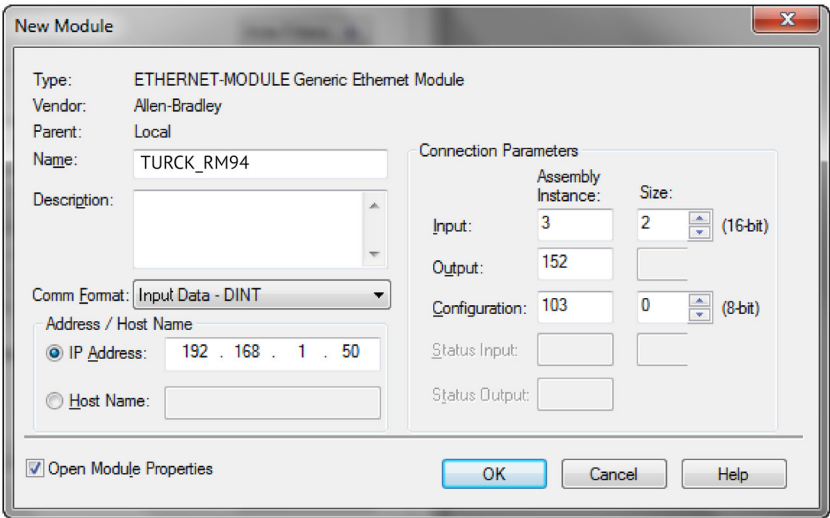 New Module
Type: ETHERNET-MODULE Generic Ethernet Module
Vendor: Allen-Bradley
Parent: Local
Name: TURCK_RM94
Description:
Comm Format: Input Data - DINT
Address / Host Name
IP Address: 192 . 168 . 1 . 50
Host Name:
Connection Parameters
Assembly
Instance: Size:
Input: 3 2 (16-bit)
Output: 152
Configuration: 103 0 (8-bit)
Status Input:
Status Output:
Open Module Properties
OK Cancel Help